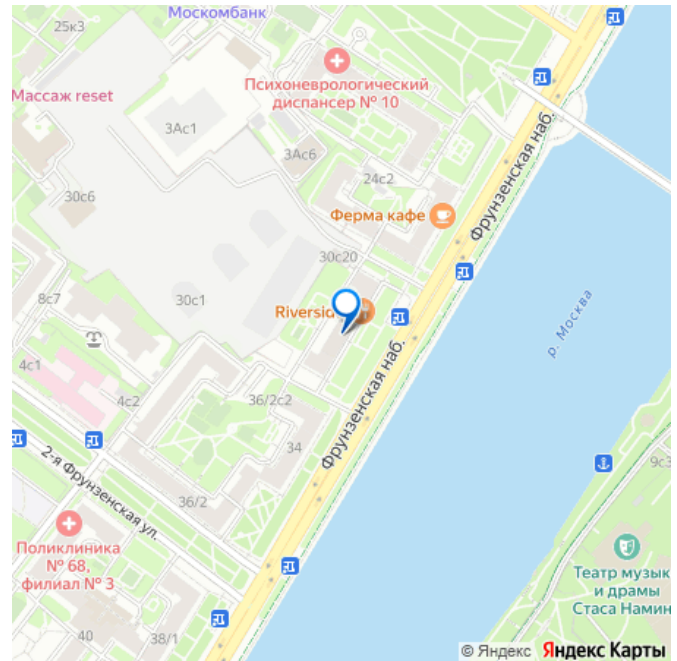 25к3
Москомбанк
Психоневрологический
диспансер № 10
Массаж reset
3Ас1
3Ас6
24с2
Фрунзенская наб.
30с6
Ферма кафе
30с20
8с7
30с1
Riversid
р. Москва
4с1
4с2
36/2с2
Фрунзенская наб.
34
2-я Фрунзенская ул.
9с3
36/2
Поликлиника
№ 68,
филиал № 3
Театр музык
и драмы
Стаса Намин
40
38/1
© Яндекс Яндекс Карты